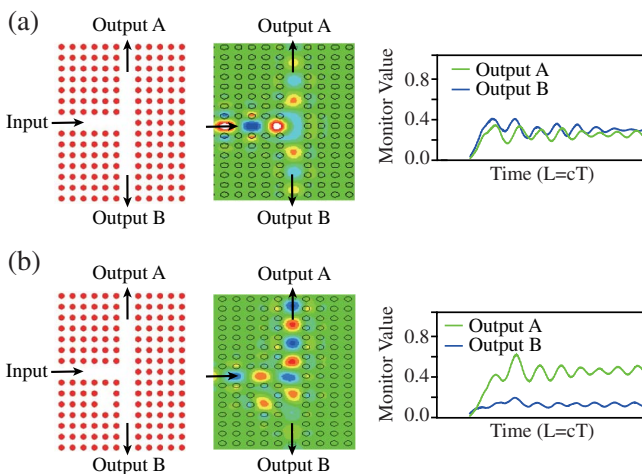 (a)
Output A
Input
Output B
Output A
Output B
Monitor Value
0.8
0.4
0.0
Output A
Output B
Time (L=cT)
(b)
Output A
Input
Output B
Output A
Output B
Monitor Value
0.8
0.4
0.0
Output A
Output B
Time (L=cT)